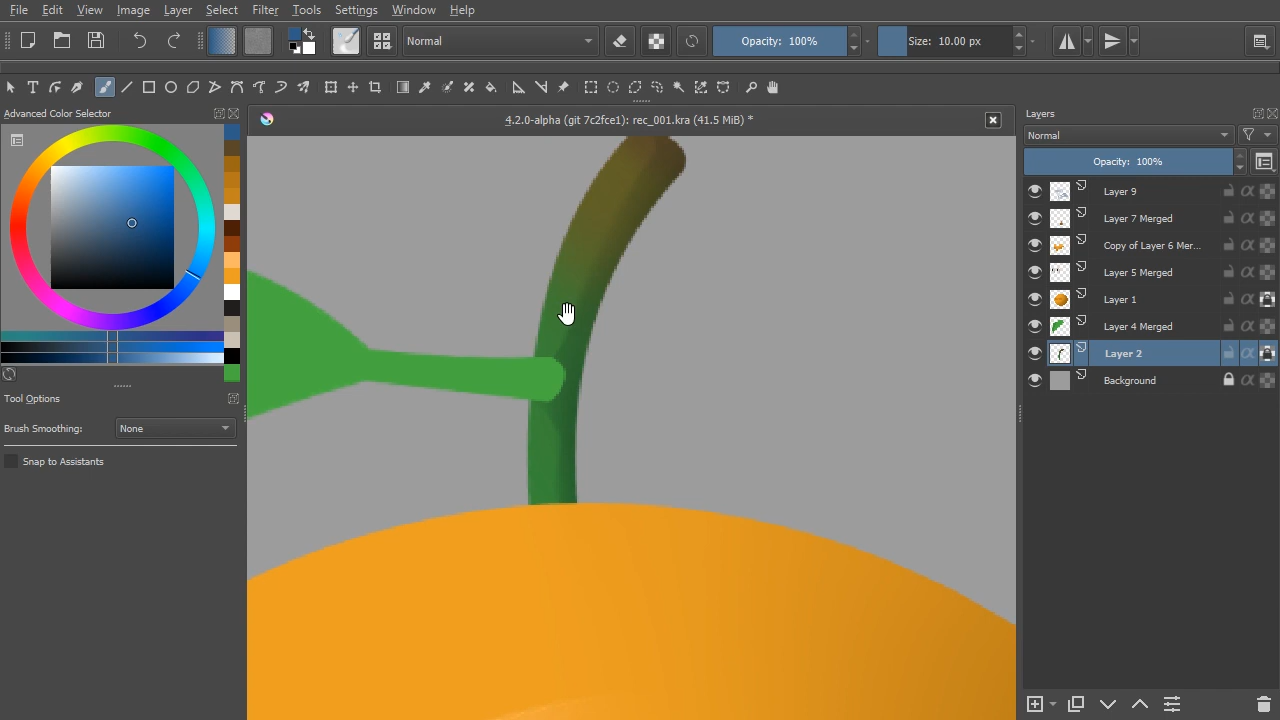 File Edit View Image Layer Select Filter Tools Settings Window Help
Normal Opacity: 100% Size: 10.00 px
Advanced Color Selector
4.2.0-alpha (git 7c2fce1): rec_001.kra (41.5 MiB) *
Layers
Normal
Opacity: 100%
Layer 9
Layer 7 Merged
Copy of Layer 6 Mer...
Layer 5 Merged
Layer 1
Layer 4 Merged
Layer 2
Background
Tool Options
Brush Smoothing: None
Snap to Assistants